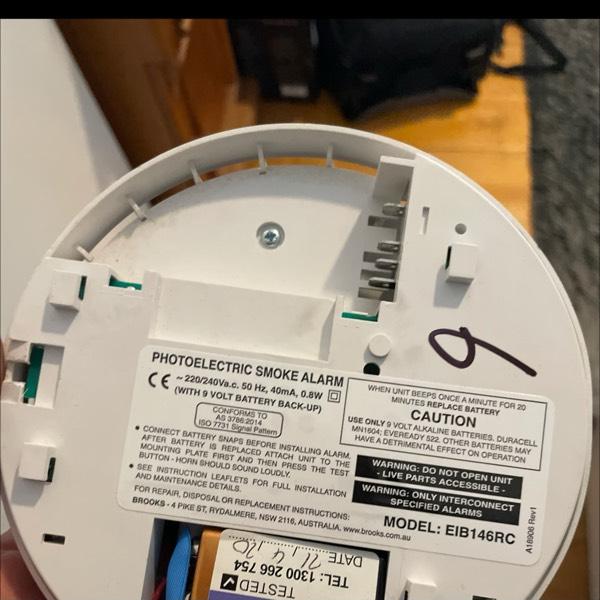 PHOTOELECTRIC SMOKE ALARM
CE ~ 220/240Va.c. 50 Hz, 40mA, 0.8W
(WITH 9 VOLT BATTERY BACK-UP)
CONFORMS TO
AS 3786:2014
ISO 7731 Signal Pattern
• CONNECT BATTERY SNAPS BEFORE INSTALLING ALARM.
AFTER BATTERY IS REPLACED ATTACH UNIT TO THE
MOUNTING PLATE FIRST AND THEN PRESS THE TEST
BUTTON - HORN SHOULD SOUND LOUDLY.
• SEE INSTRUCTION LEAFLETS FOR FULL INSTALLATION
AND MAINTENANCE DETAILS.
FOR REPAIR, DISPOSAL OR REPLACEMENT INSTRUCTIONS:
BROOKS - 4 PIKE ST, RYDALMERE, NSW 2116, AUSTRALIA. www.brooks.com.au
WHEN UNIT BEEPS ONCE A MINUTE FOR 20
MINUTES REPLACE BATTERY
CAUTION
USE ONLY 9 VOLT ALKALINE BATTERIES, DURACELL
MN1604; EVEREADY 522. OTHER BATTERIES MAY
HAVE A DETRIMENTAL EFFECT ON OPERATION
WARNING: DO NOT OPEN UNIT
- LIVE PARTS ACCESSIBLE -
WARNING: ONLY INTERCONNECT
SPECIFIED ALARMS
MODEL: EIB146RC
A18906 Rev1
TESTED
TEL: 1300 266 754
DATE